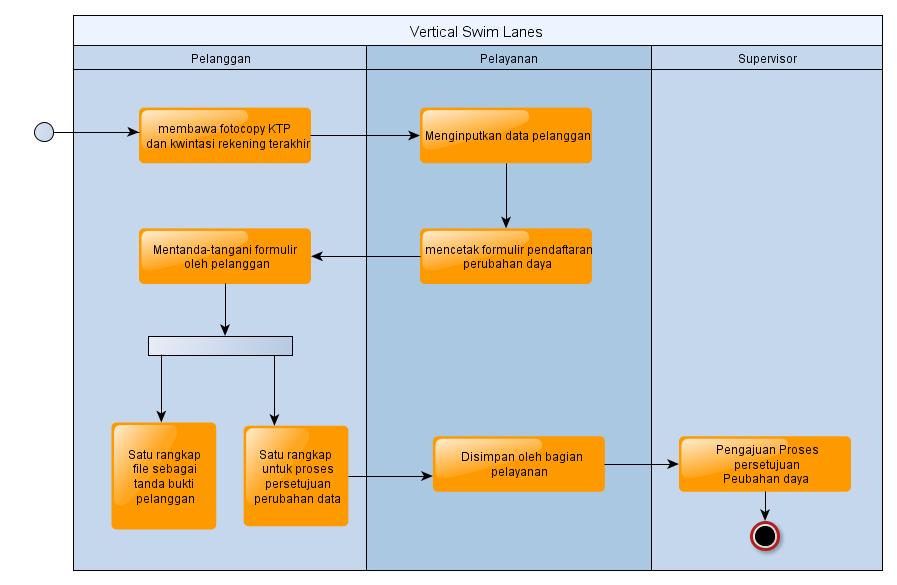 Vertical Swim Lanes
Pelanggan
Pelayanan
Supervisor
membawa fotocopy KTP
dan kwintasi rekening terakhir
Menginputkan data pelanggan
Mentanda-tangani formulir
oleh pelanggan
mencetak formulir pendaftaran
perubahan daya
Satu rangkap
file sebagai
tanda bukti
pelanggan
Satu rangkap
untuk proses
persetujuan
perubahan data
Disimpan oleh bagian
pelayanan
Pengajuan Proses
persetujuan
Peubahan daya